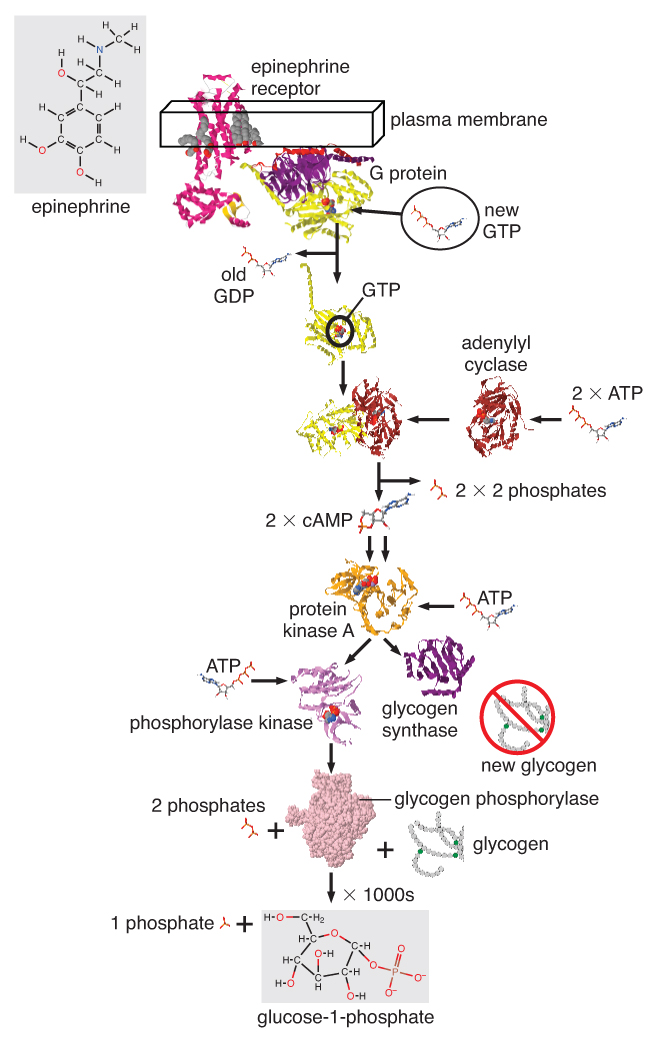 H
H
H
N
C
H
H
H
H
O
C
H
C
H
H
H
H
H
O
H
O
H
epinephrine
epinephrine
receptor
plasma membrane
G protein
new
GTP
old
GDP
GTP
adenylyl
cyclase
2 × ATP
2 × 2 phosphates
2 × cAMP
protein
kinase A
ATP
ATP
phosphorylase kinase
glycogen
synthase
new glycogen
2 phosphates
+
glycogen phosphorylase
+
glycogen
× 1000s
1 phosphate +
H-O C-H₂
H-C O C-H
H-C O-H O P O
H-O C C-H O⁻ O⁻
H O-H
glucose-1-phosphate